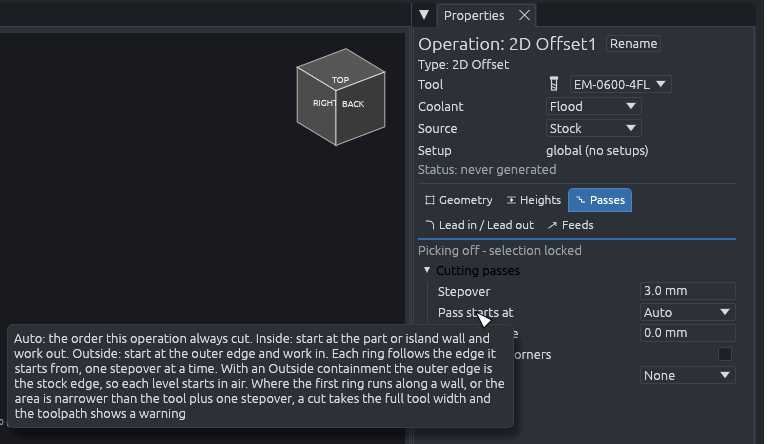 Properties
Operation: 2D Offset1 Rename
Type: 2D Offset
Tool EM-0600-4FL
Coolant Flood
Source Stock
Setup global (no setups)
Status: never generated
Geometry Heights Passes
Lead in / Lead out Feeds
Picking off - selection locked
Cutting passes
Stepover 3.0 mm
Pass starts at Auto
0.0 mm
None
TOP
RIGHT BACK
Auto: the order this operation always cut. Inside: start at the part or island wall and
work out. Outside: start at the outer edge and work in. Each ring follows the edge it
starts from, one stepover at a time. With an Outside containment the outer edge is
the stock edge, so each level starts in air. Where the first ring runs along a wall, or the
area is narrower than the tool plus one stepover, a cut takes the full tool width and
the toolpath shows a warning